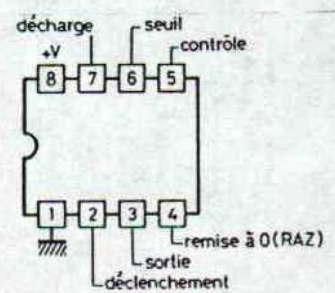 décharge
seuil
contrôle
+V
8 7 6 5
1 2 3 4
remise à 0(RAZ)
sortie
déclenchement